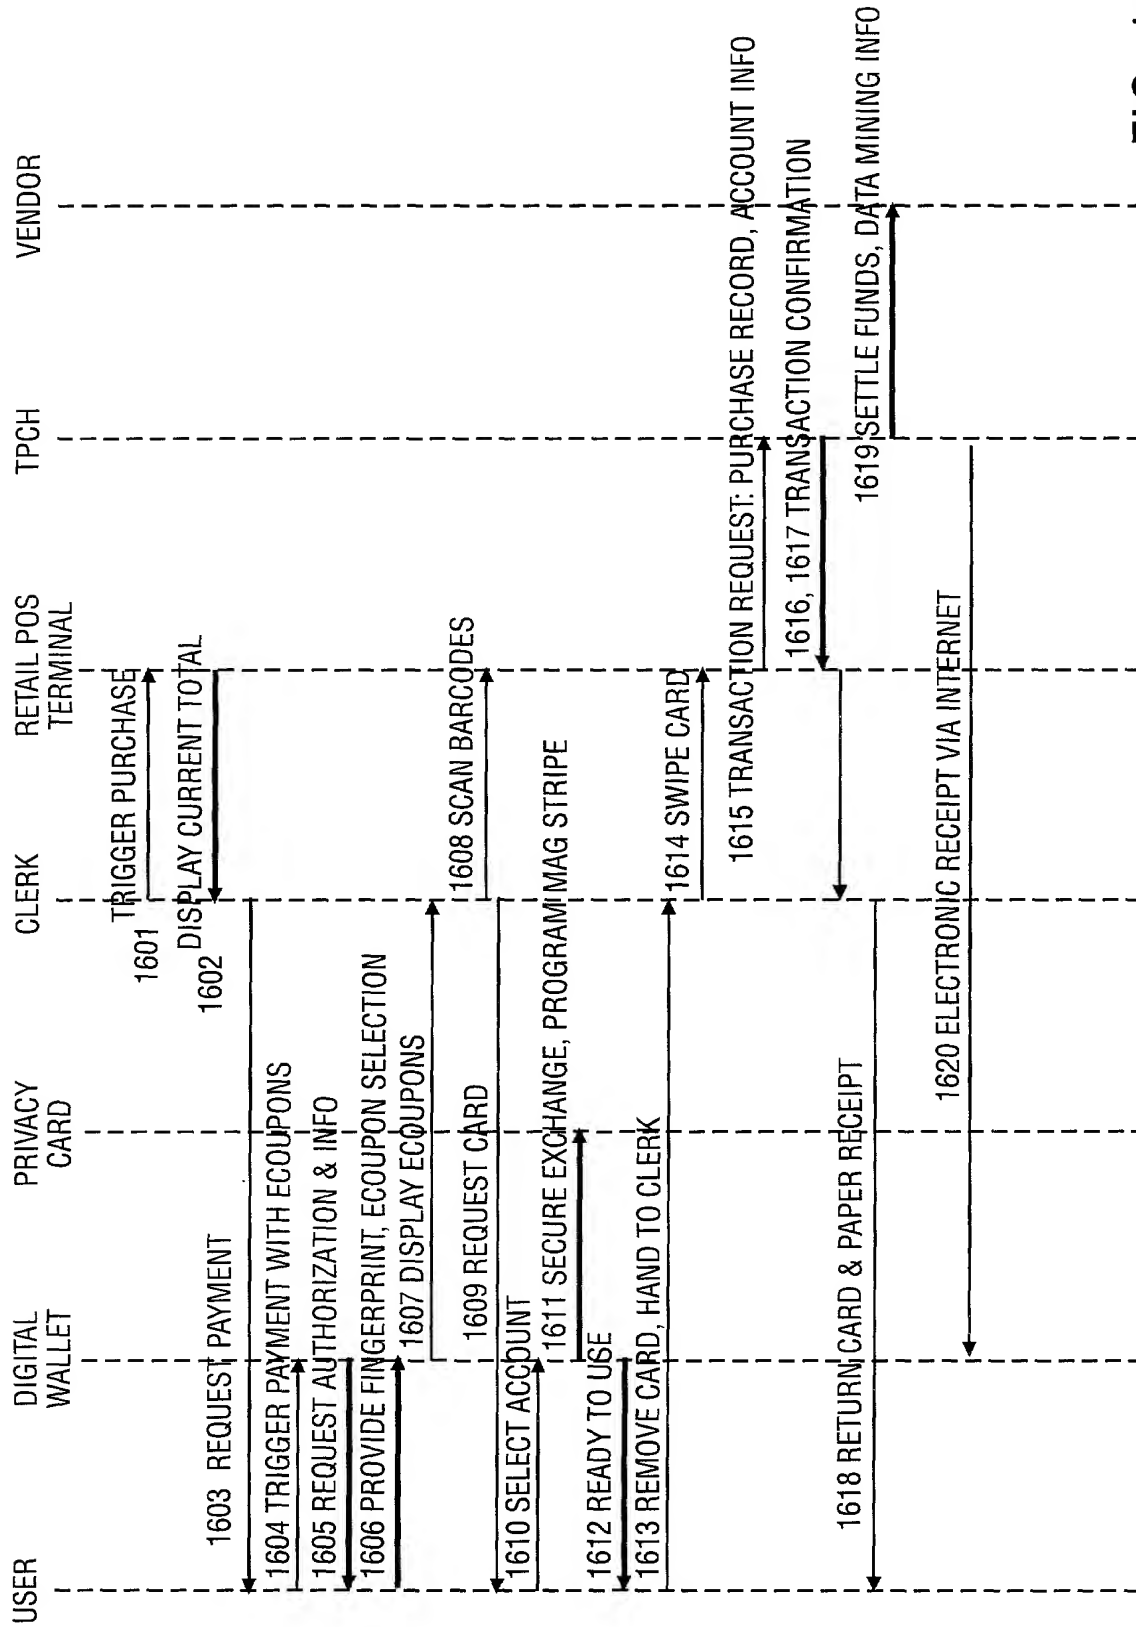 USER
DIGITAL
WALLET
PRIVACY
CARD
CLERK
RETAIL POS
TERMINAL
TPCH
VENDOR
TRIGGER PURCHASE
1601
DISPLAY CURRENT TOTAL
1602
1603 REQUEST PAYMENT
1604 TRIGGER PAYMENT WITH ECOUPONS
1605 REQUEST AUTHORIZATION & INFO
1606 PROVIDE FINGERPRINT, ECOUPON SELECTION
1607 DISPLAY ECOUPONS
1608 SCAN BARCODES
1609 REQUEST CARD
1610 SELECT ACCOUNT
1611 SECURE EXCHANGE, PROGRAM MAG STRIPE
1612 READY TO USE
1613 REMOVE CARD, HAND TO CLERK
1614 SWIPE CARD
1615 TRANSACTION REQUEST: PURCHASE RECORD, ACCOUNT INFO
1616, 1617 TRANSACTION CONFIRMATION
1618 RETURN CARD & PAPER RECEIPT
1619 SETTLE FUNDS, DATA MINING INFO
1620 ELECTRONIC RECEIPT VIA INTERNET